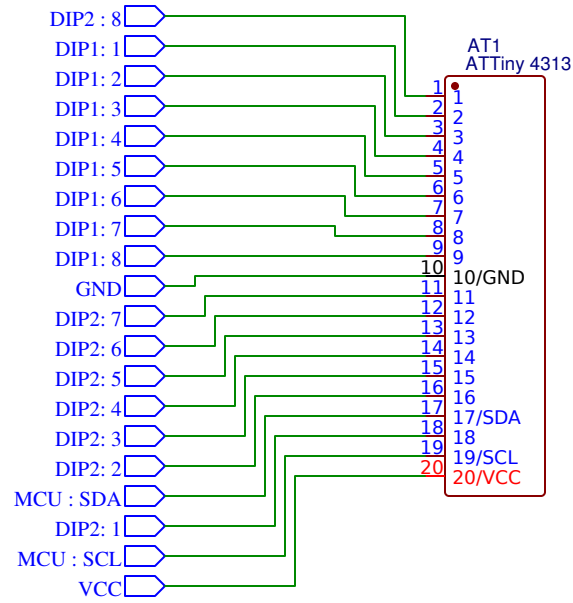 DIP2 : 8
DIP1: 1
DIP1: 2
DIP1: 3
DIP1: 4
DIP1: 5
DIP1: 6
DIP1: 7
DIP1: 8
GND
DIP2: 7
DIP2: 6
DIP2: 5
DIP2: 4
DIP2: 3
DIP2: 2
MCU : SDA
DIP2: 1
MCU : SCL
VCC
AT1
ATTiny 4313
1 1
2 2
3 3
4 4
5 5
6 6
7 7
8 8
9 9
10 10/GND
11 11
12 12
13 13
14 14
15 15
16 16
17 17/SDA
18 18
19 19/SCL
20 20/VCC